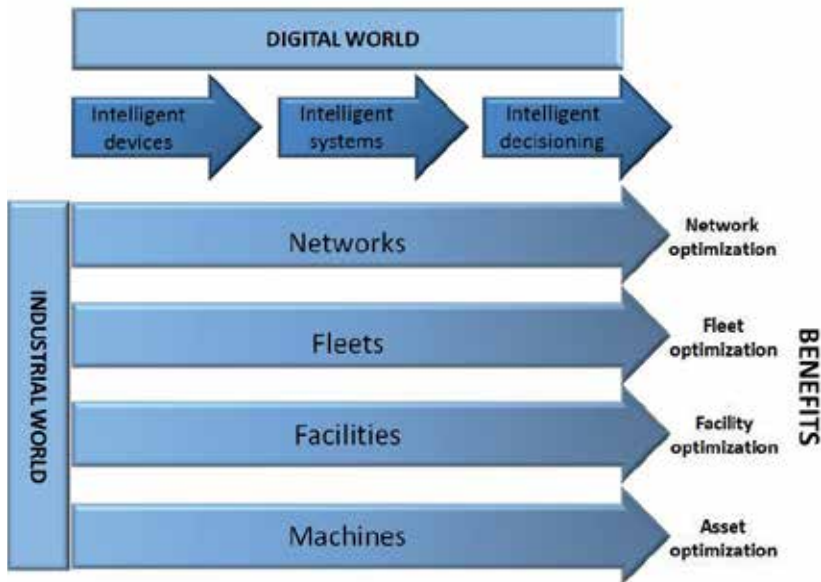 DIGITAL WORLD
Intelligent
devices
Intelligent
systems
Intelligent
decisioning
INDUSTRIAL WORLD
Networks
Network
optimization
Fleets
Fleet
optimization
Facilities
Facility
optimization
Machines
Asset
optimization
BENEFITS